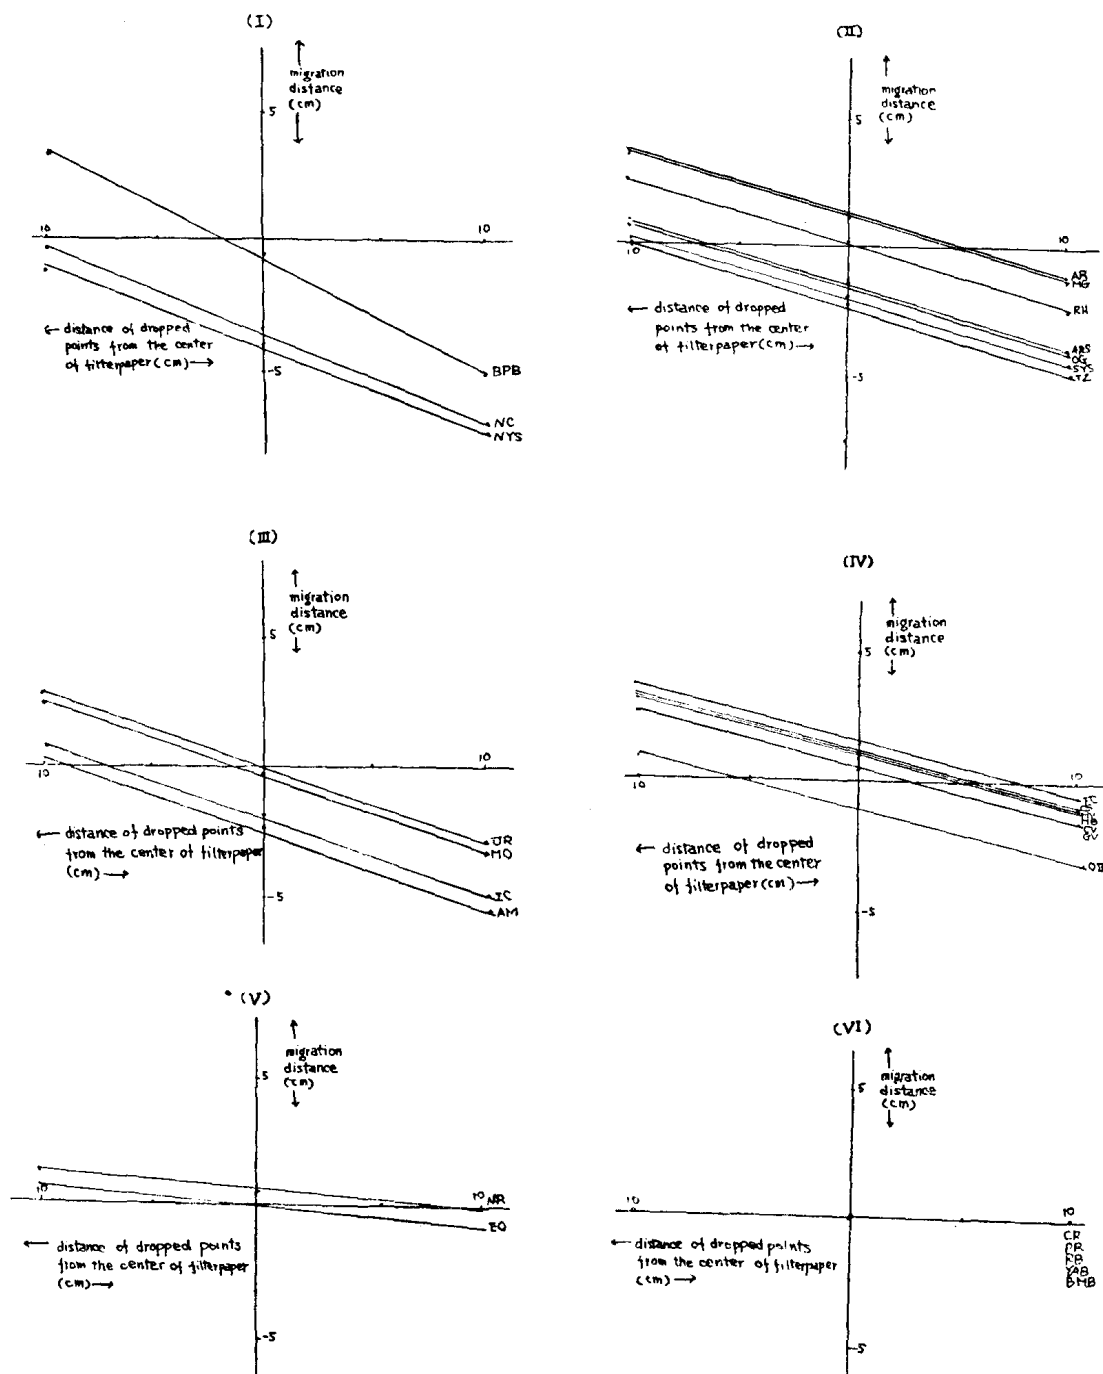 (I)
migration
distance
(cm)
5
10
10
← distance of dropped
points from the center
of filterpaper (cm) →
-5
BPB
NC
NYS
(II)
migration
distance
(cm)
5
10
10
AR
MG
RH
← distance of dropped
points from the center
of filterpaper (cm) →
ARS
OG
SYS
TZ
-5
(III)
migration
distance
(cm)
5
10
10
← distance of dropped points
from the center of filterpaper
(cm) →
JR
MO
IC
AM
-5
(IV)
migration
distance
(cm)
5
10
10
MB
GV
← distance of dropped
points from the center
of filterpaper (cm) →
-5
(V)
migration
distance
(cm)
5
10
10
EO
← distance of dropped points
from the center of filterpaper
(cm) →
-5
(VI)
migration
distance
(cm)
5
10
10
← distance of dropped points
from the center of filterpaper
(cm) →
CR
PR
RB
YAB
BMB
-5